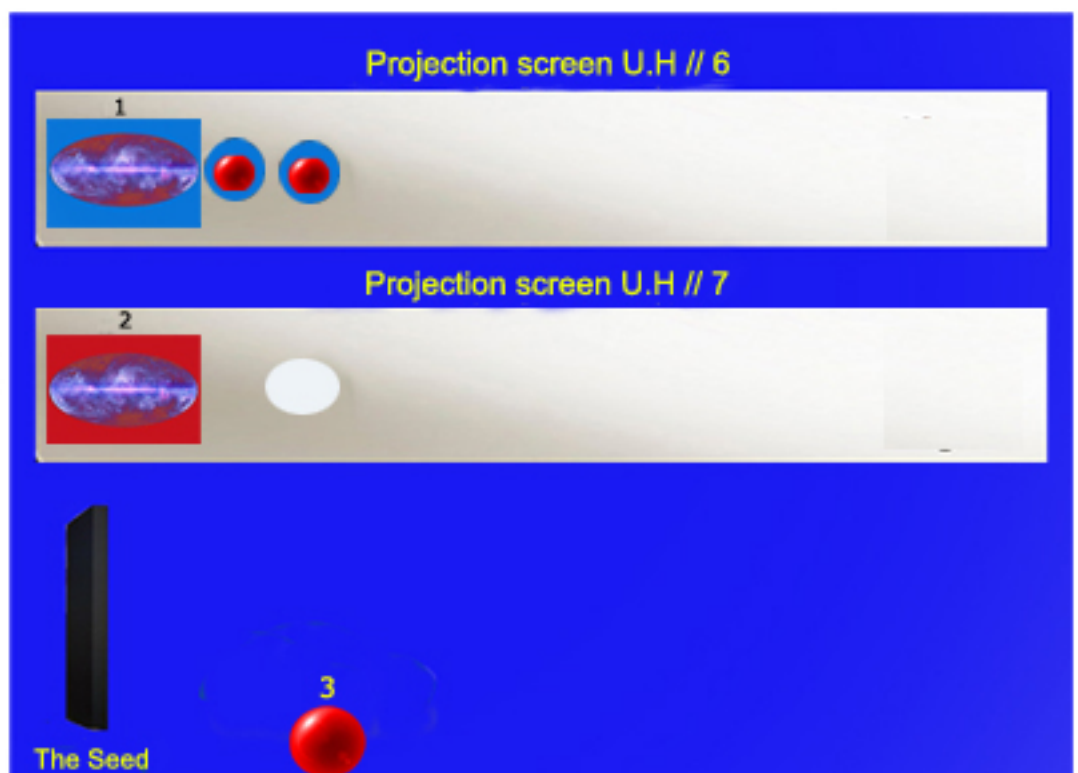 Projection screen U.H // 6
1
Projection screen U.H // 7
2
3
The Seed